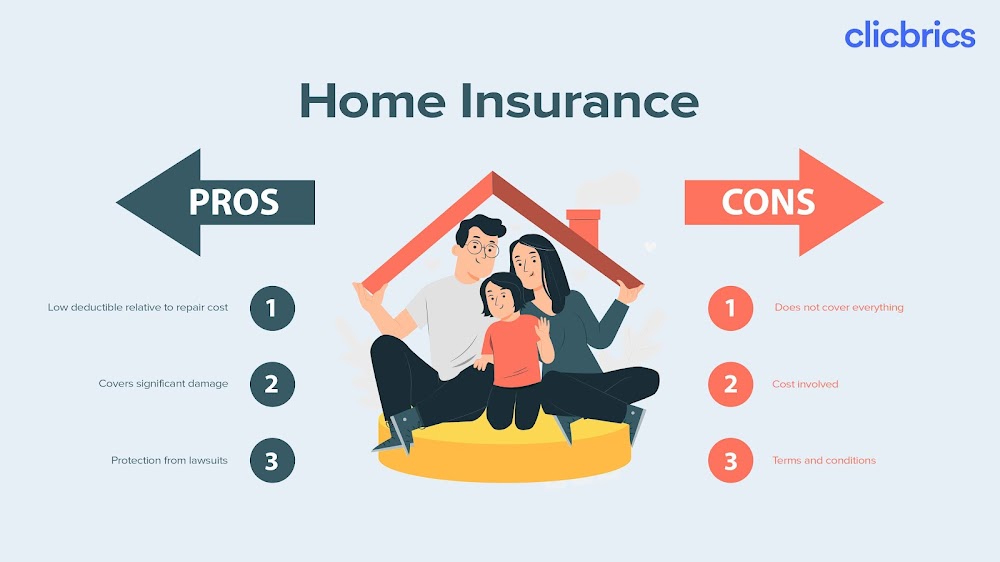 clicbrics
Home Insurance
PROS
Low deductible relative to repair cost 1
Covers significant damage 2
Protection from lawsuits 3
CONS
1 Does not cover everything
2 Cost involved
3 Terms and conditions